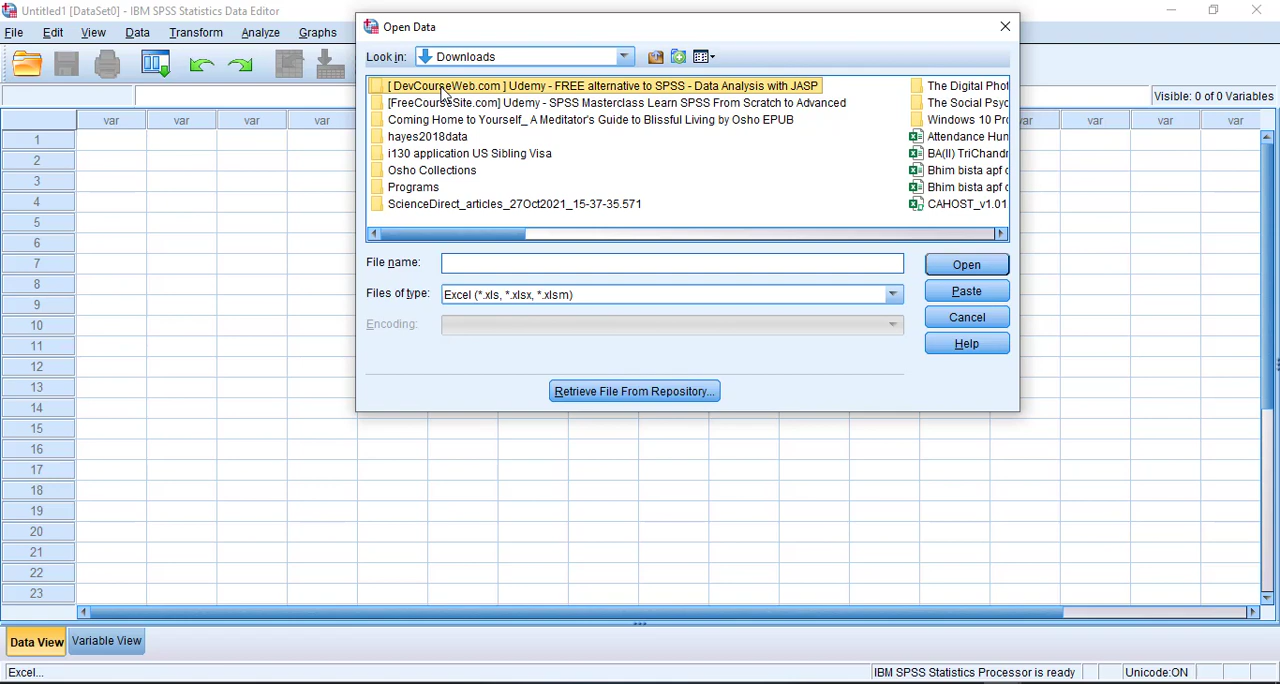 Untitled1 [DataSet0] - IBM SPSS Statistics Data Editor
File Edit View Data Transform Analyze Graphs
Visible: 0 of 0 Variables
Open Data
Look in: Downloads
[ DevCourseWeb.com ] Udemy - FREE alternative to SPSS - Data Analysis with JASP
[FreeCourseSite.com] Udemy - SPSS Masterclass Learn SPSS From Scratch to Advanced
Coming Home to Yourself_ A Meditator's Guide to Blissful Living by Osho EPUB
hayes2018data
i130 application US Sibling Visa
Osho Collections
Programs
ScienceDirect_articles_27Oct2021_15-37-35.571
The Digital Phot
The Social Psyc
Windows 10 Pro
Attendance Hun
BA(II) TriChandr
Bhim bista apf c
Bhim bista apf c
CAHOST_v1.01
File name:
Open
Files of type: Excel (*.xls, *.xlsx, *.xlsm)
Paste
Encoding:
Cancel
Help
Retrieve File From Repository...
var var var var var var var var
1
2
3
4
5
6
7
8
9
10
11
12
13
14
15
16
17
18
19
20
21
22
23
Data View Variable View
Excel... IBM SPSS Statistics Processor is ready Unicode:ON